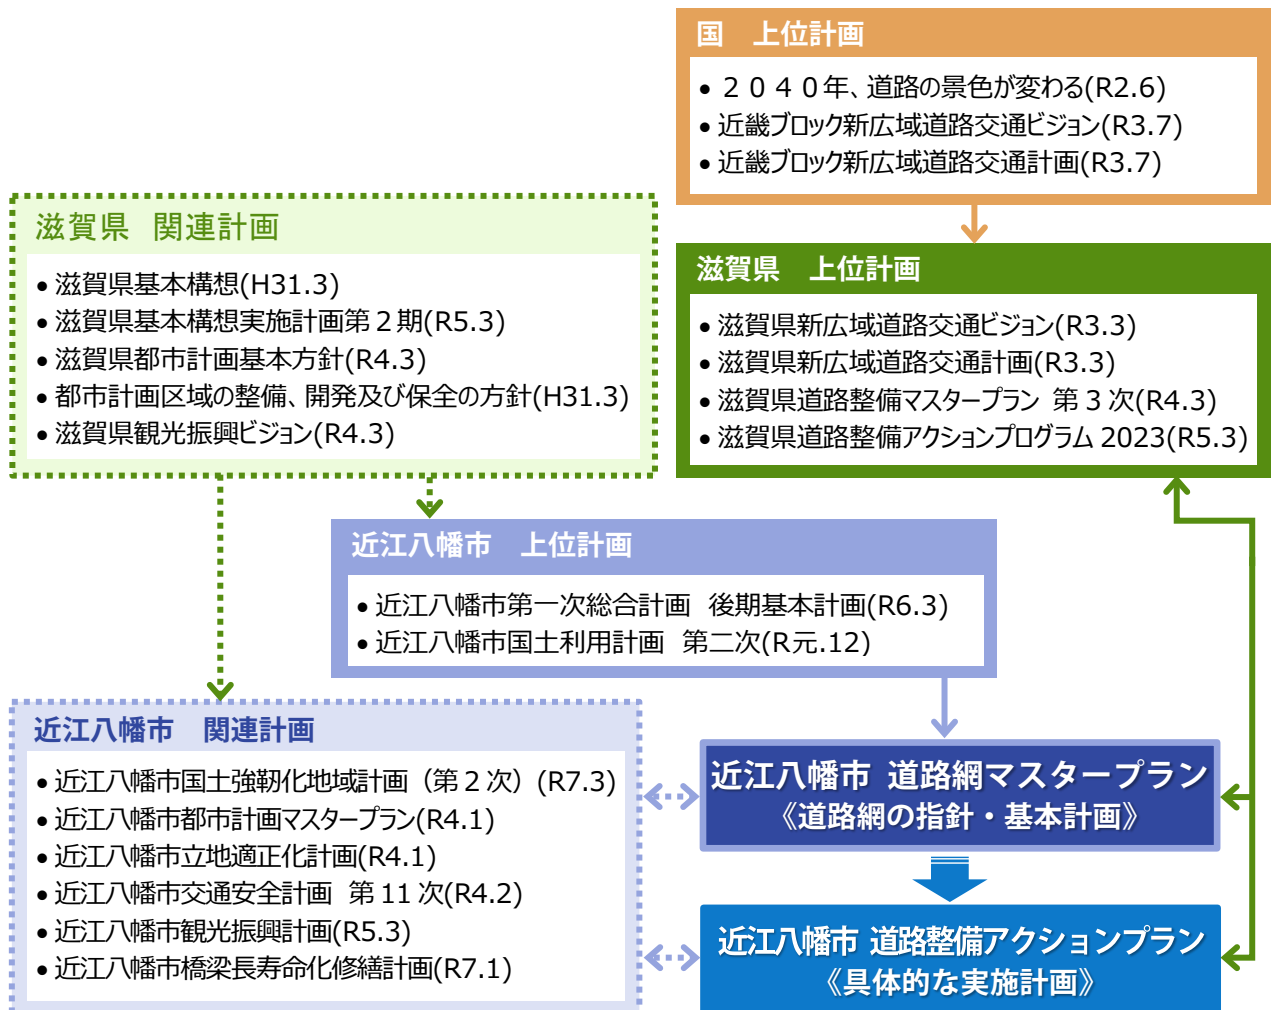 国　上位計画
• ２０４０年、道路の景色が変わる(R2.6)
• 近畿ブロック新広域道路交通ビジョン(R3.7)
• 近畿ブロック新広域道路交通計画(R3.7)
滋賀県　関連計画
• 滋賀県基本構想(H31.3)
• 滋賀県基本構想実施計画第２期(R5.3)
• 滋賀県都市計画基本方針(R4.3)
• 都市計画区域の整備、開発及び保全の方針(H31.3)
• 滋賀県観光振興ビジョン(R4.3)
滋賀県　上位計画
• 滋賀県新広域道路交通ビジョン(R3.3)
• 滋賀県新広域道路交通計画(R3.3)
• 滋賀県道路整備マスタープラン 第３次(R4.3)
• 滋賀県道路整備アクションプログラム 2023(R5.3)
近江八幡市　上位計画
• 近江八幡市第一次総合計画 後期基本計画(R6.3)
• 近江八幡市国土利用計画 第二次(R元.12)
近江八幡市　関連計画
• 近江八幡市国土強靭化地域計画（第２次）(R7.3)
• 近江八幡市都市計画マスタープラン(R4.1)
• 近江八幡市立地適正化計画(R4.1)
• 近江八幡市交通安全計画 第 11 次(R4.2)
• 近江八幡市観光振興計画(R5.3)
• 近江八幡市橋梁長寿命化修繕計画(R7.1)
近江八幡市 道路網マスタープラン
《道路網の指針・基本計画》
近江八幡市 道路整備アクションプラン
《具体的な実施計画》